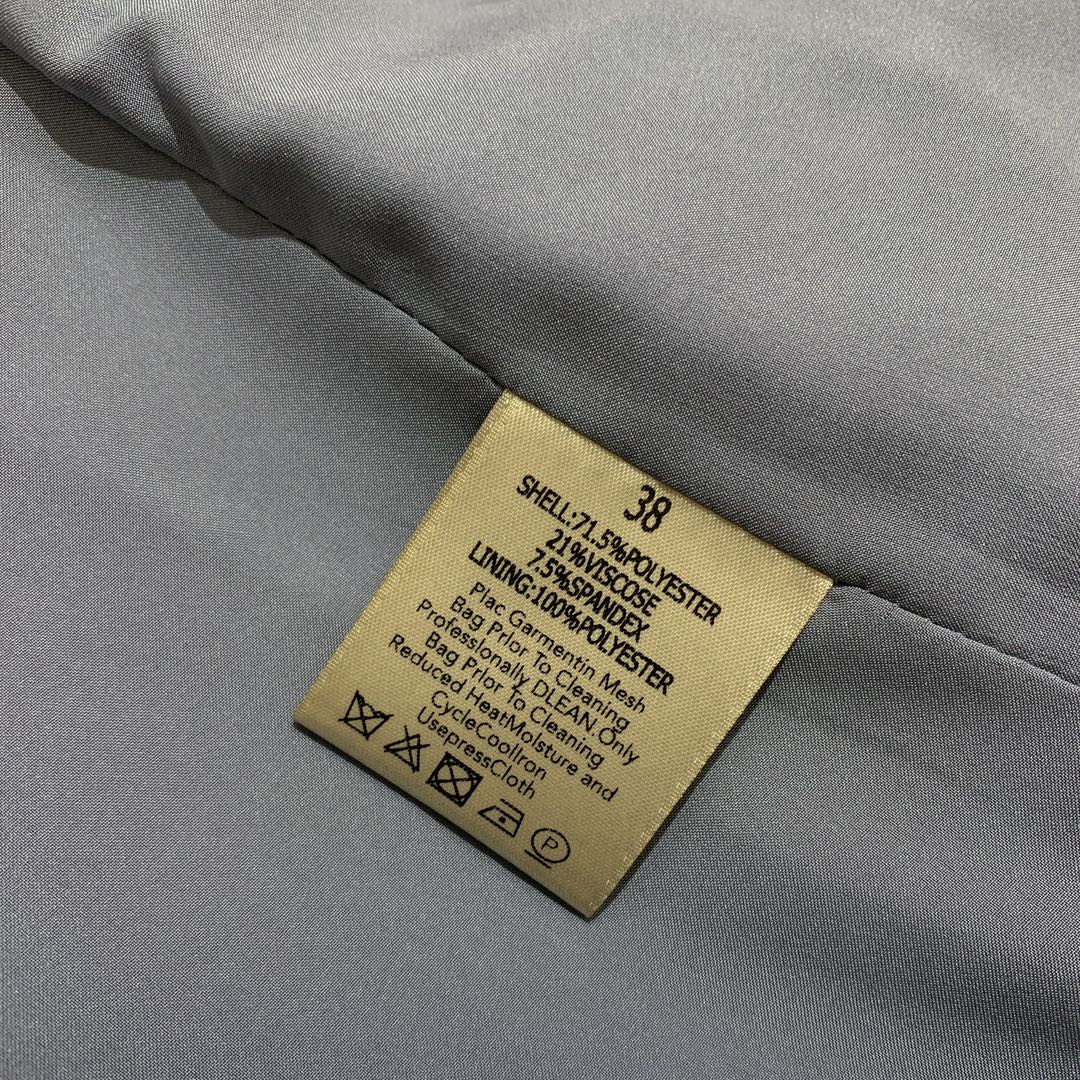 38
SHELL:71.5%POLYESTER
21%VISCOSE
7.5%SPANDEX
LINING:100%POLYESTER
Plac Garmentin Mesh
Bag Prlor To Cleaning
Professionally DLEAN Only
Bag Prlor To Cleaning
Reduced HeatMolsture and
CycleCoolIron
UsepressCloth
P